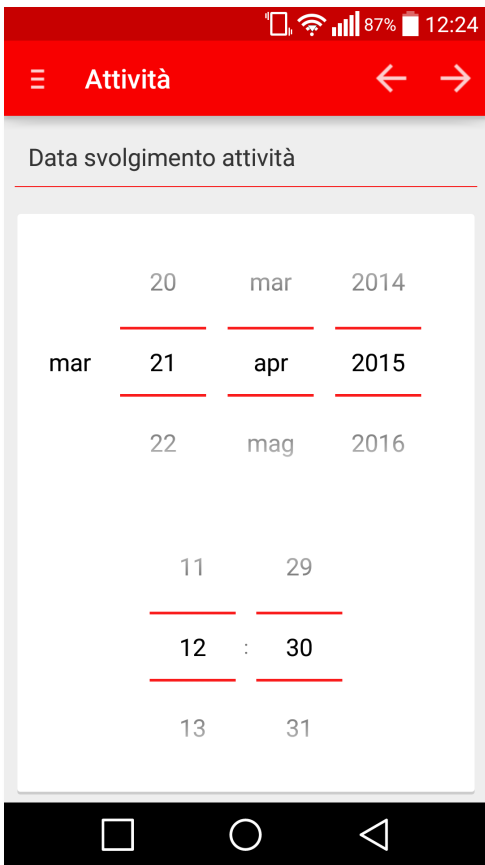 87% 12:24
Attività
Data svolgimento attività
20 mar 2014
mar 21 apr 2015
22 mag 2016
11 29
12 : 30
13 31